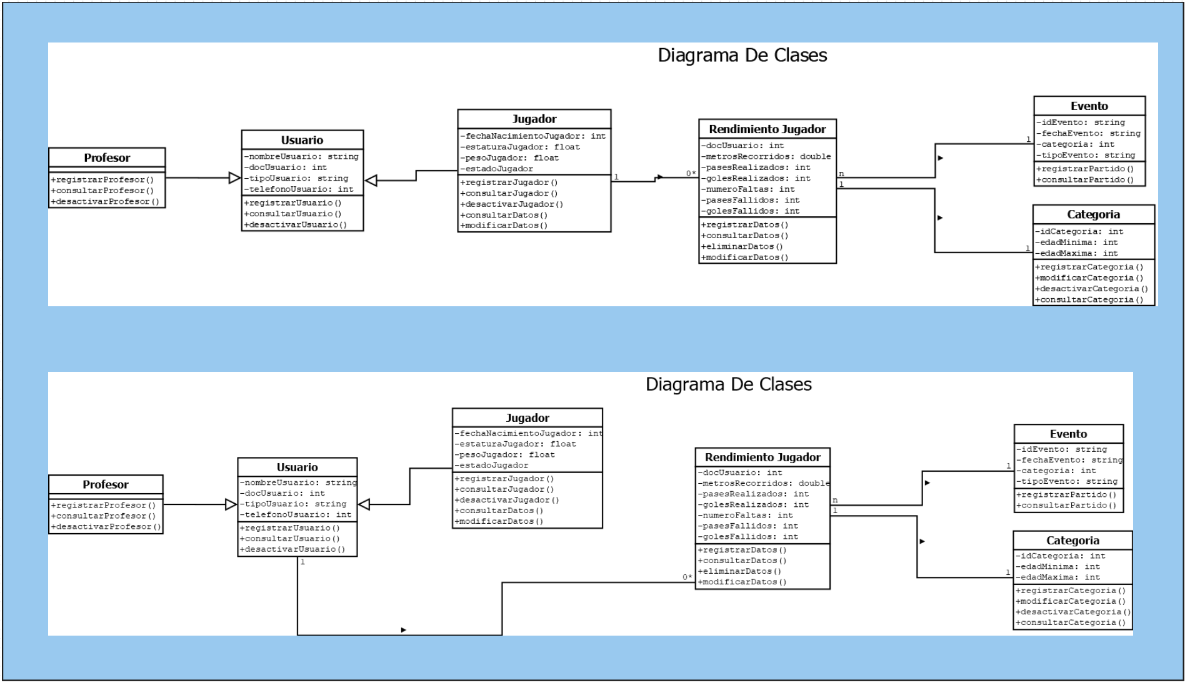 Diagrama De Clases
Profesor
+registrarProfesor()
+consultarProfesor()
+desactivarProfesor()
Usuario
-nombreUsuario: string
-docUsuario: int
-tipoUsuario: string
-telefonoUsuario: int
+registrarUsuario()
+consultarUsuario()
+desactivarUsuario()
Jugador
-fechaNacimientoJugador: int
-estaturaJugador: float
-pesoJugador: float
-estadoJugador
+registrarJugador()
+consultarJugador()
+desactivarJugador()
+consultarDatos()
+modificarDatos()
1
0*
Rendimiento Jugador
-docUsuario: int
-metrosRecorridos: double
-pasesRealizados: int
-golesRealizados: int
-numeroFaltas: int
-pasesFallidos: int
-golesFallidos: int
+registrarDatos()
+consultarDatos()
+eliminarDatos()
+modificarDatos()
n
1
1
1
Evento
-idEvento: string
-fechaEvento: string
-categoria: int
-tipoEvento: string
+registrarPartido()
+consultarPartido()
Categoria
-idCategoria: int
-edadMinima: int
-edadMaxima: int
+registrarCategoria()
+modificarCategoria()
+desactivarCategoria()
+consultarCategoria()
Diagrama De Clases
Profesor
+registrarProfesor()
+consultarProfesor()
+desactivarProfesor()
Usuario
-nombreUsuario: string
-docUsuario: int
-tipoUsuario: string
-telefonoUsuario: int
+registrarUsuario()
+consultarUsuario()
+desactivarUsuario()
1
Jugador
-fechaNacimientoJugador: int
-estaturaJugador: float
-pesoJugador: float
-estadoJugador
+registrarJugador()
+consultarJugador()
+desactivarJugador()
+consultarDatos()
+modificarDatos()
0*
Rendimiento Jugador
-docUsuario: int
-metrosRecorridos: double
-pasesRealizados: int
-golesRealizados: int
-numeroFaltas: int
-pasesFallidos: int
-golesFallidos: int
+registrarDatos()
+consultarDatos()
+eliminarDatos()
+modificarDatos()
n
1
1
1
Evento
-idEvento: string
-fechaEvento: string
-categoria: int
-tipoEvento: string
+registrarPartido()
+consultarPartido()
Categoria
-idCategoria: int
-edadMinima: int
-edadMaxima: int
+registrarCategoria()
+modificarCategoria()
+desactivarCategoria()
+consultarCategoria()